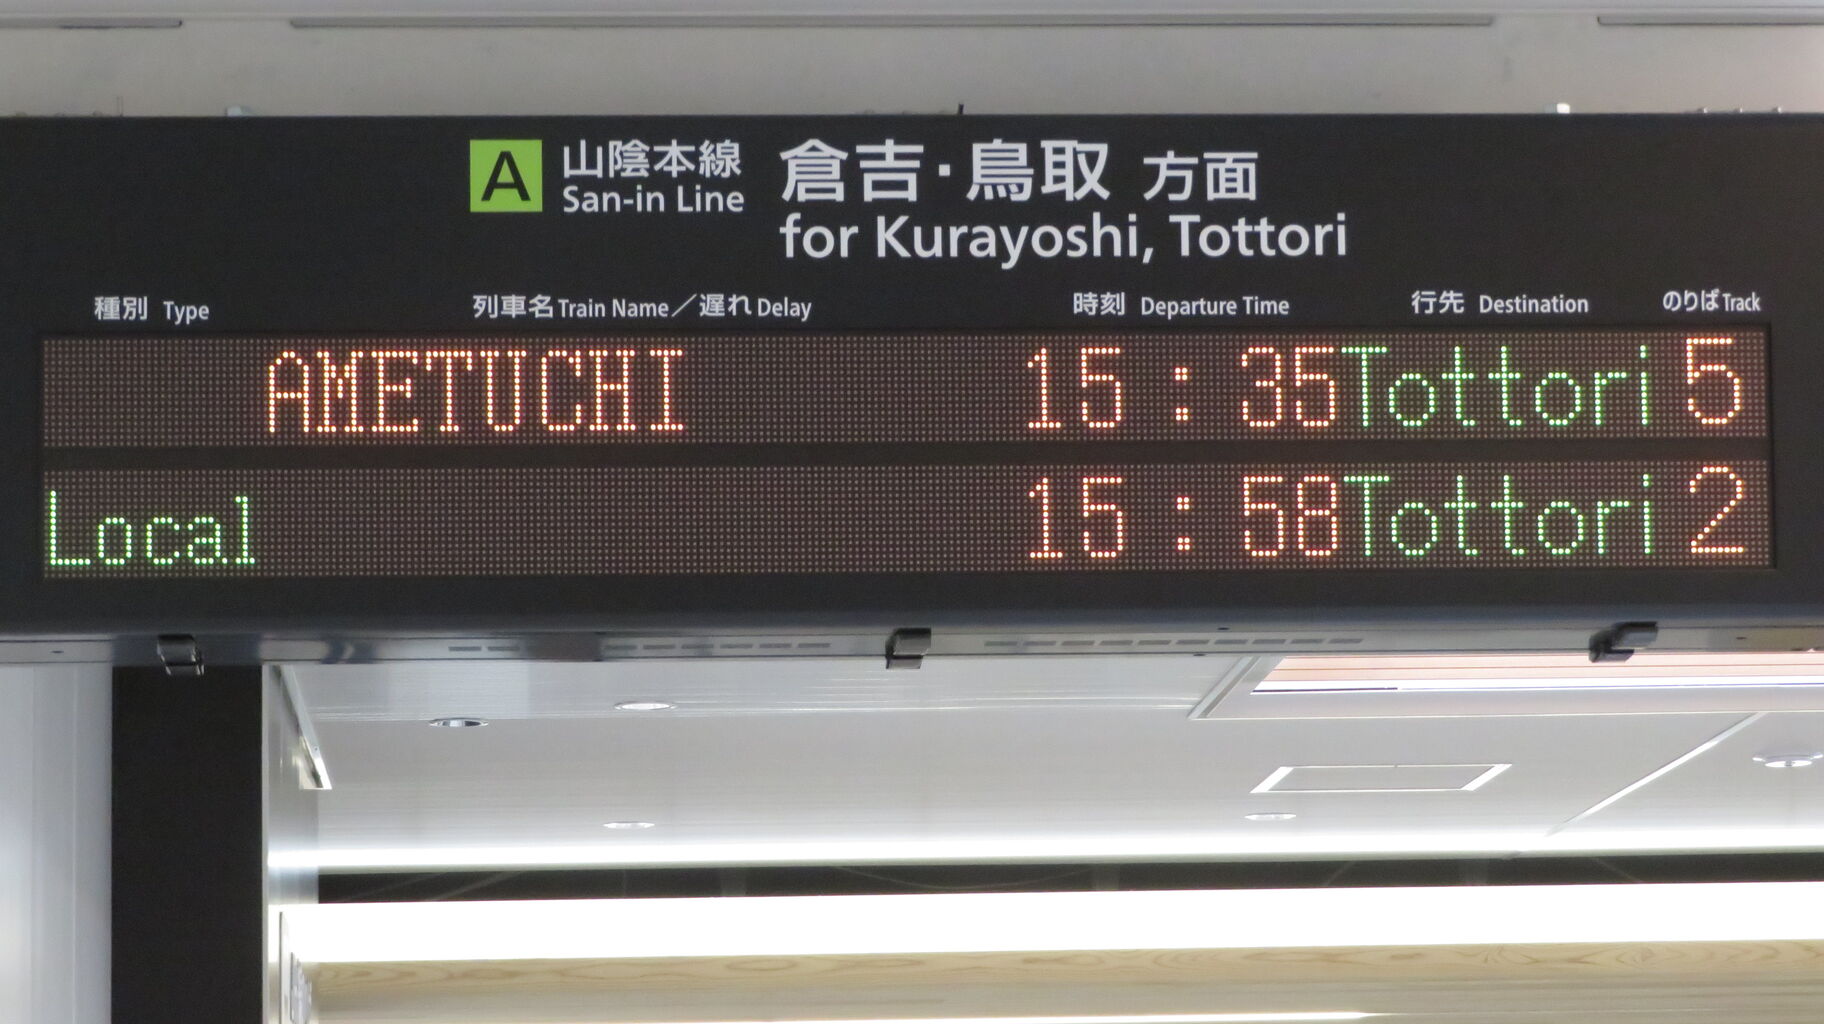 A 山陰本線 倉吉・鳥取 方面
San-in Line for Kurayoshi, Tottori
種別 Type 列車名 Train Name／遅れ Delay 時刻 Departure Time 行先 Destination のりば Track
AMETUCHI 15:35 Tottori 5
Local 15:58 Tottori 2